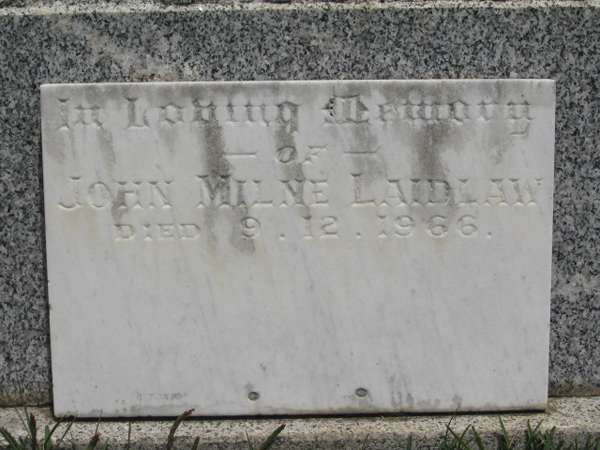 In Loving Memory
— OF —
JOHN MILNE LAIDLAW
DIED 9.12.1966.